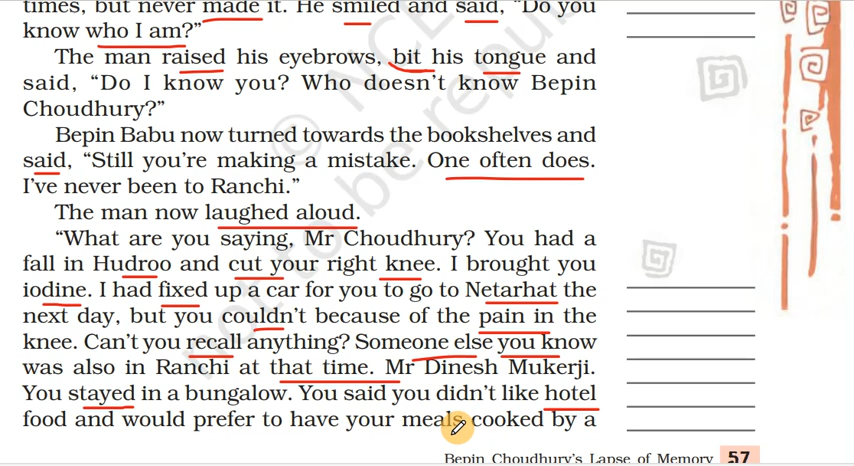 times, but never made it. He smiled and said, “Do you
know who I am?”
The man raised his eyebrows, bit his tongue and
said, “Do I know you? Who doesn’t know Bepin
Choudhury?”
Bepin Babu now turned towards the bookshelves and
said, “Still you’re making a mistake. One often does.
I’ve never been to Ranchi.”
The man now laughed aloud.
“What are you saying, Mr Choudhury? You had a
fall in Hudroo and cut your right knee. I brought you
iodine. I had fixed up a car for you to go to Netarhat the
next day, but you couldn’t because of the pain in the
knee. Can’t you recall anything? Someone else you know
was also in Ranchi at that time. Mr Dinesh Mukerji.
You stayed in a bungalow. You said you didn’t like hotel
food and would prefer to have your meals cooked by a
Bepin Choudhury’s Lapse of Memory 57
© NCE
not to be repu